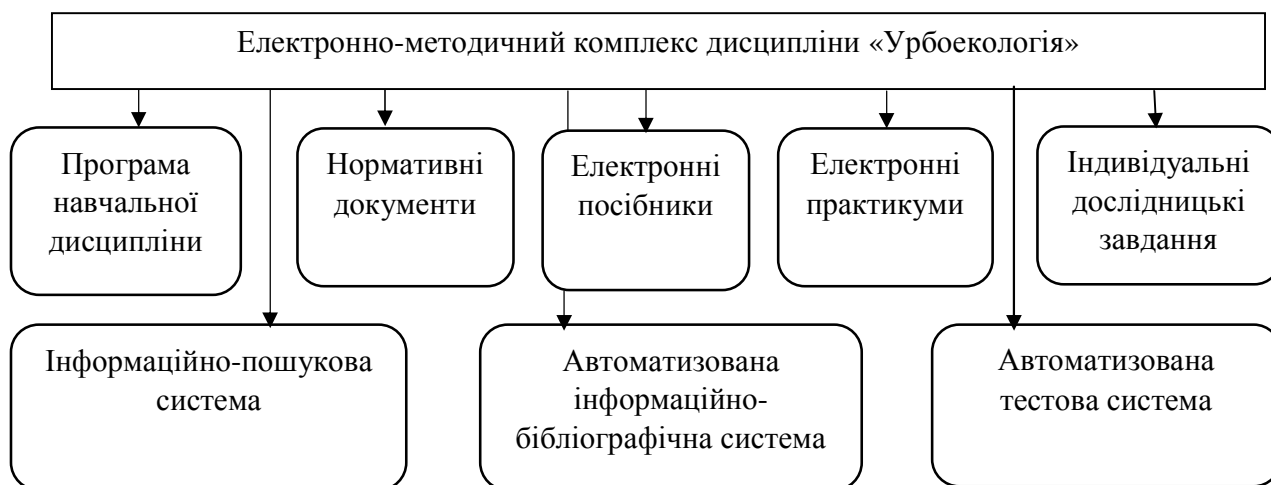 Електронно-методичний комплекс дисципліни «Урбоекологія»
Програма
навчальної
дисципліни
Нормативні
документи
Електронні
посібники
Електронні
практикуми
Індивідуальні
дослідницькі
завдання
Інформаційно-пошукова
система
Автоматизована
інформаційно-
бібліографічна система
Автоматизована
тестова система